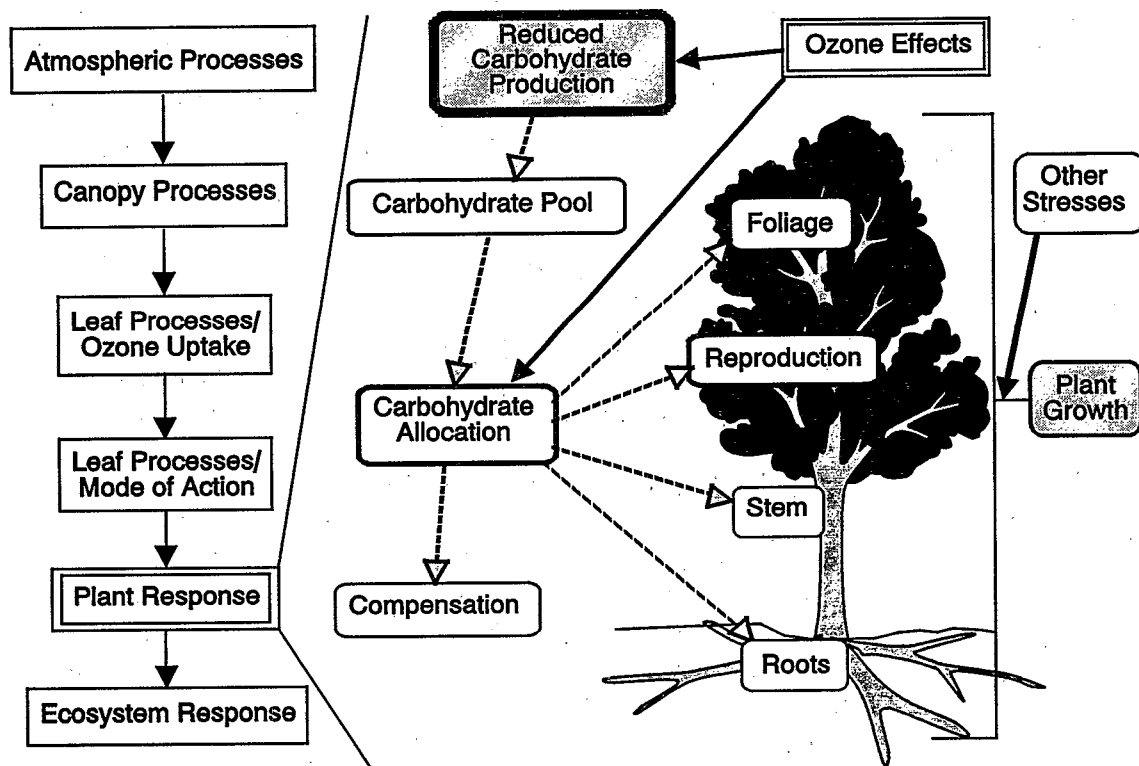 Atmospheric Processes
Canopy Processes
Leaf Processes/
Ozone Uptake
Leaf Processes/
Mode of Action
Plant Response
Ecosystem Response
Reduced
Carbohydrate
Production
Ozone Effects
Carbohydrate Pool
Carbohydrate
Allocation
Compensation
Foliage
Reproduction
Stem
Roots
Other
Stresses
Plant
Growth